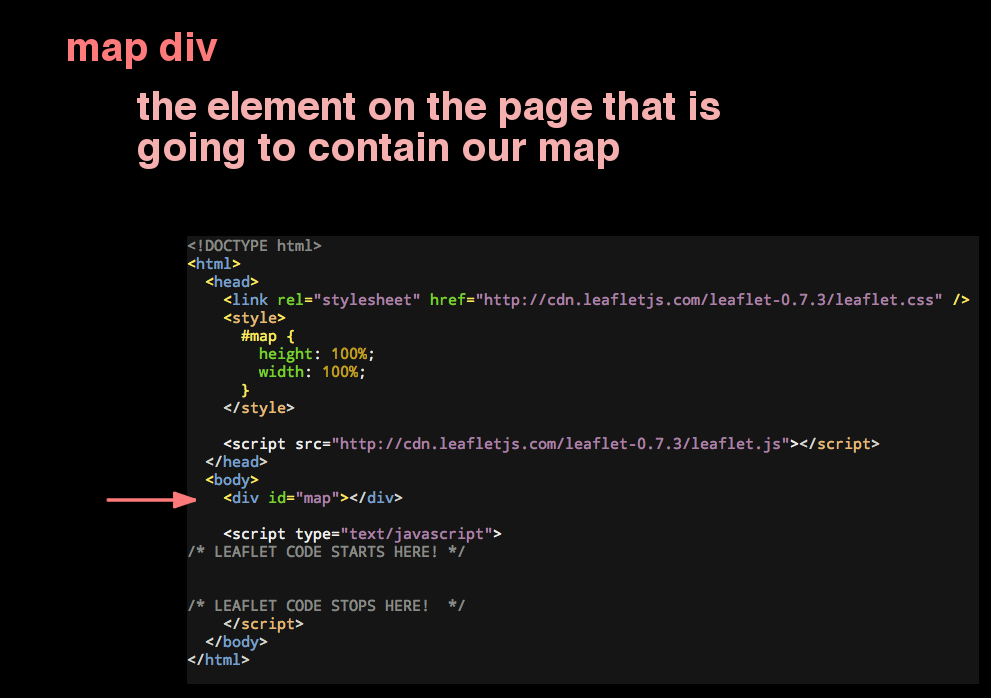 map div
the element on the page that is
going to contain our map
<!DOCTYPE html>
<html>
  <head>
    <link rel="stylesheet" href="http://cdn.leafletjs.com/leaflet-0.7.3/leaflet.css" />
    <style>
      #map {
        height: 100%;
        width: 100%;
      }
    </style>
    <script src="http://cdn.leafletjs.com/leaflet-0.7.3/leaflet.js"></script>
  </head>
  <body>
    <div id="map"></div>
    <script type="text/javascript">
/* LEAFLET CODE STARTS HERE! */
/* LEAFLET CODE STOPS HERE!  */
    </script>
  </body>
</html>